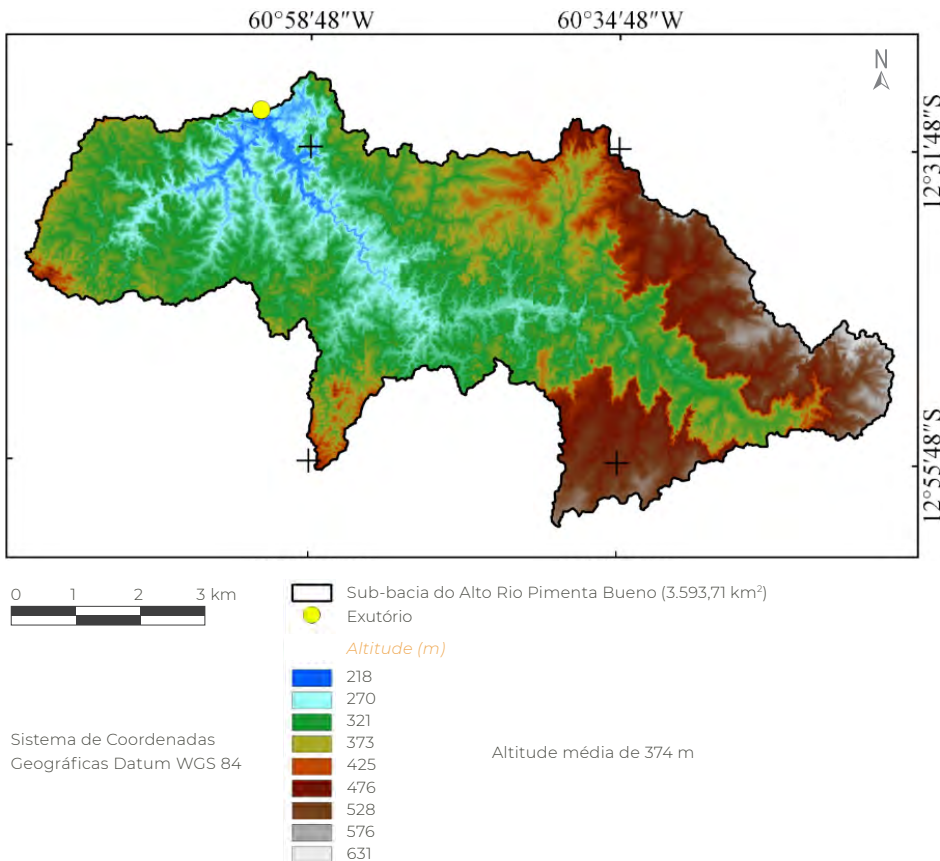 60°58′48″W 60°34′48″W
N
12°31′48″S
12°55′48″S
0 1 2 3 km
Sub-bacia do Alto Rio Pimenta Bueno (3.593,71 km²)
Exutório
Altitude (m)
218
270
321
373
425
476
528
576
631
Sistema de Coordenadas
Geográficas Datum WGS 84
Altitude média de 374 m